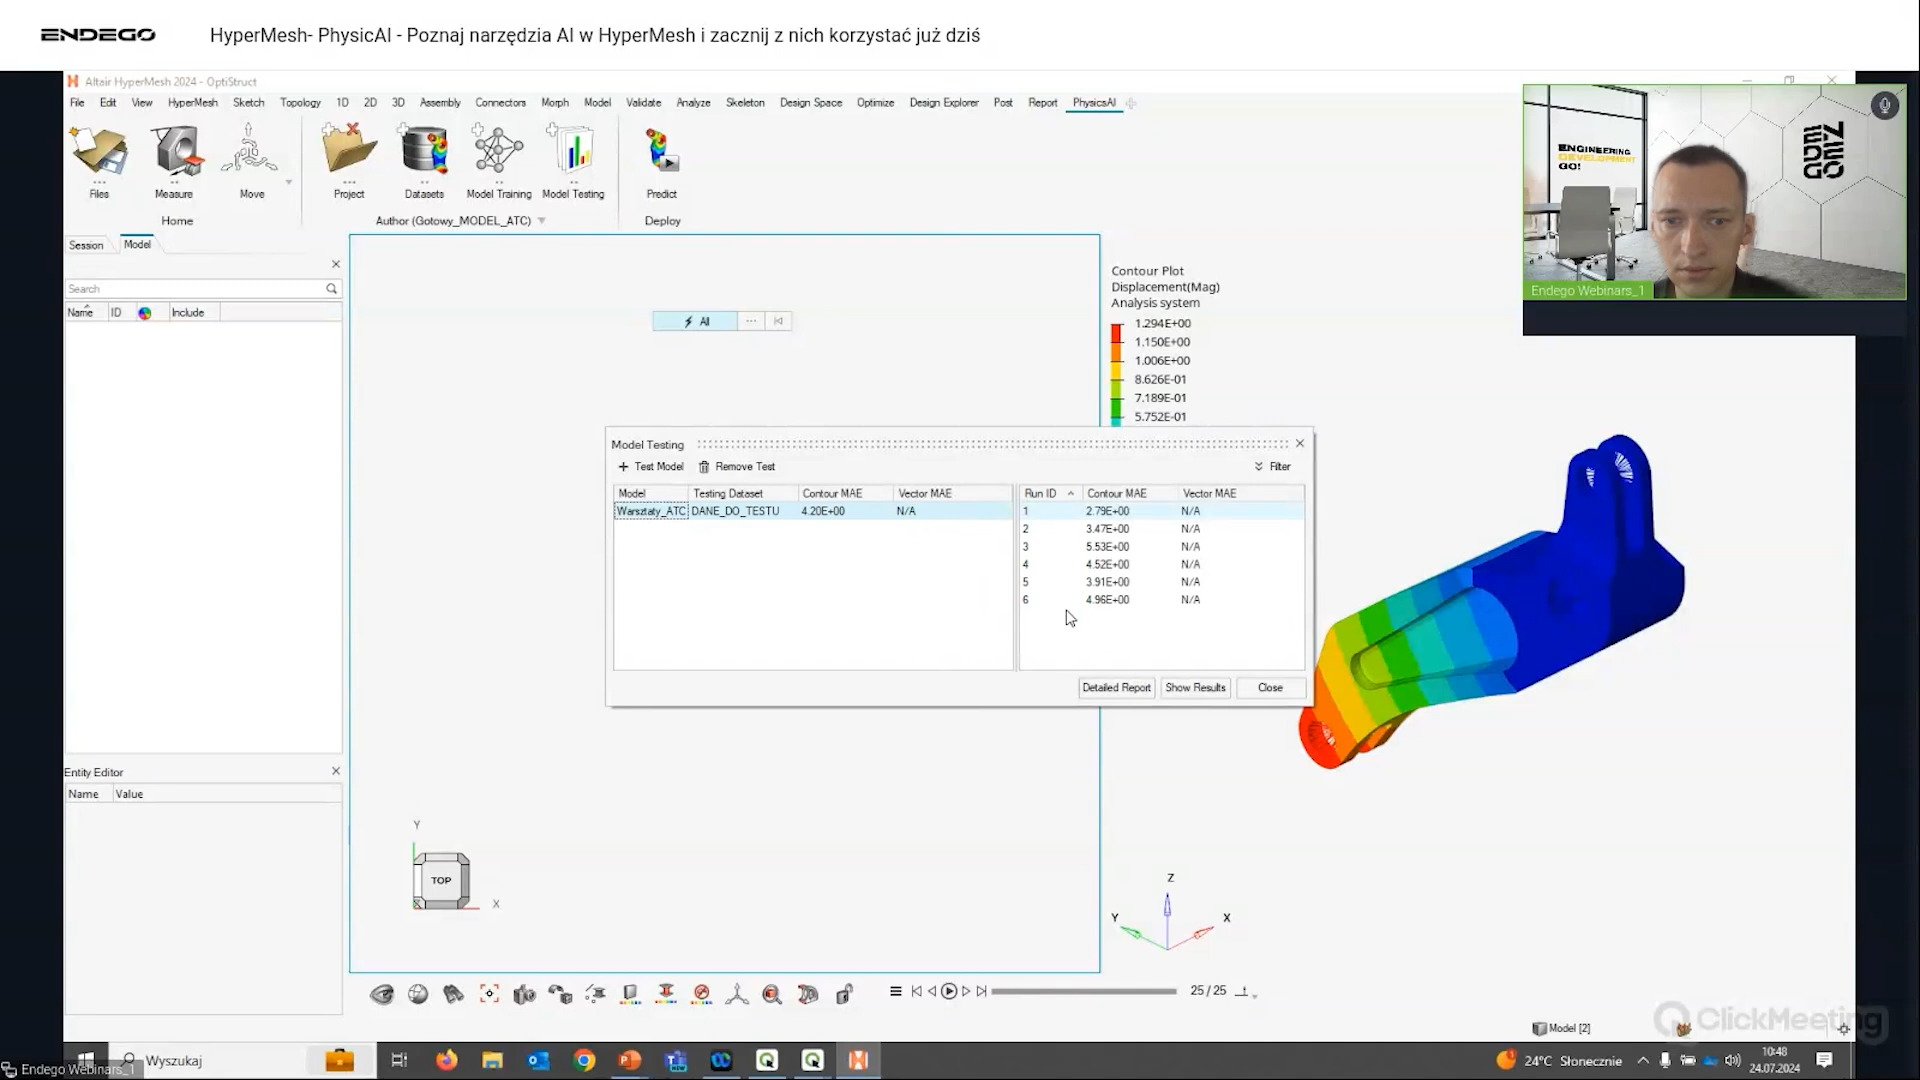 ENDEGO
HyperMesh- PhysicAI - Poznaj narzędzia AI w HyperMesh i zacznij z nich korzystać już dziś
Altair HyperMesh 2024 - OptiStruct
File Edit View HyperMesh Sketch Topology 1D 2D 3D Assembly Connectors Morph Model Validate Analyze Skeleton Design Space Optimize Design Explorer Post Report PhysicsAI
Files Measure Move Project Datasets Model Training Model Testing Predict
Home Author (Gotowy_MODEL_ATC) Deploy
ENGINEERING
DEVELOPMENT
GO!
Endego Webinars_1
Session Model
Search
Name ID Include
All
Contour Plot
Displacement(Mag)
Analysis system
1.294E+00
1.150E+00
1.006E+00
8.626E-01
7.189E-01
5.752E-01
Model Testing
Test Model Remove Test Filter
Model Testing Dataset Contour MAE Vector MAE Run ID Contour MAE Vector MAE
Warsztaty_ATC DANE_DO_TESTU 4.20E+00 N/A 1 2.79E+00 N/A
2 3.47E+00 N/A
3 5.53E+00 N/A
4 4.52E+00 N/A
5 3.91E+00 N/A
6 4.96E+00 N/A
Detailed Report Show Results Close
Entity Editor
Name Value
Y
TOP
X
Z
Y X
25 / 25
Model [2]
ClickMeeting
Wyszukaj
24°C Słonecznie
10:48
24.07.2024
Endego Webinars_1